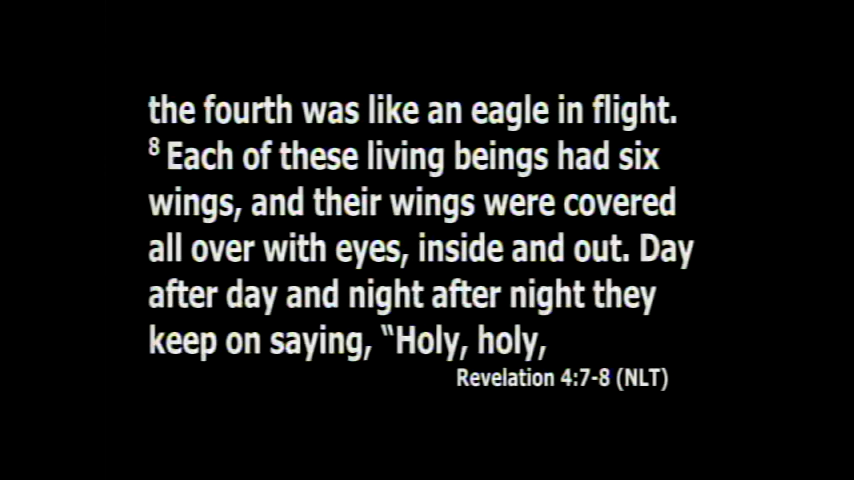 the fourth was like an eagle in flight.
8 Each of these living beings had six
wings, and their wings were covered
all over with eyes, inside and out. Day
after day and night after night they
keep on saying, “Holy, holy,
Revelation 4:7-8 (NLT)